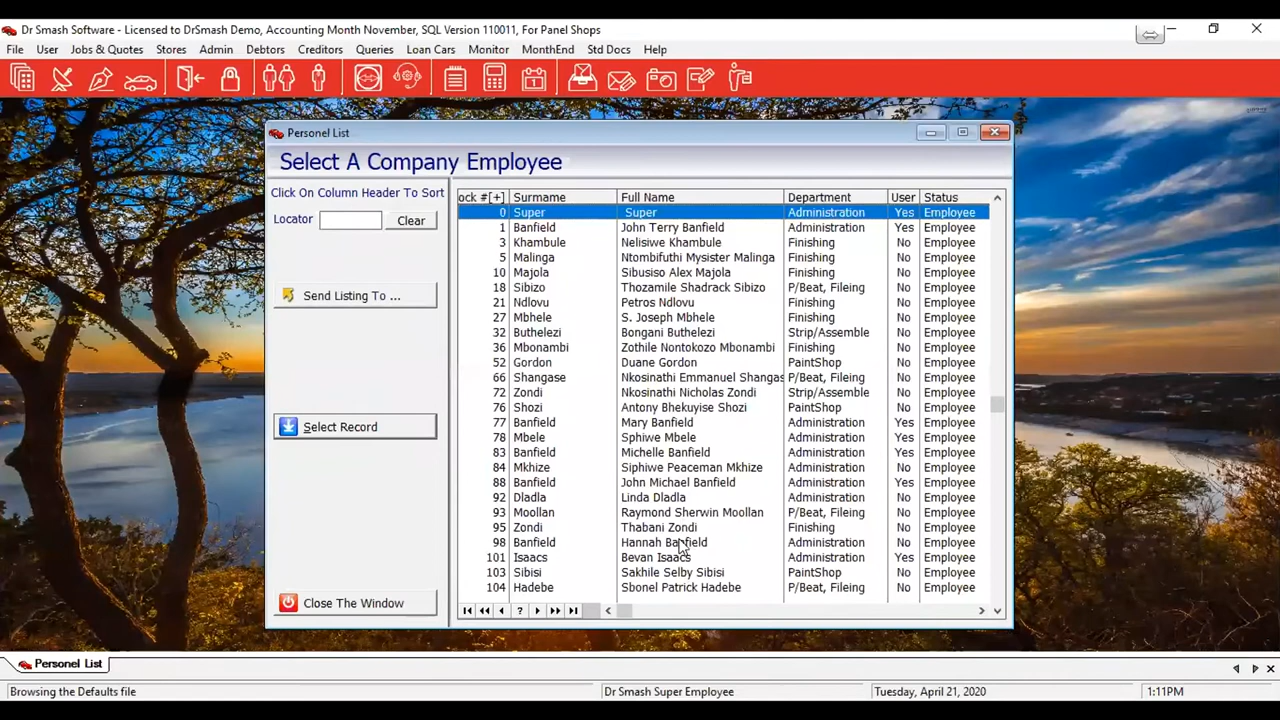 Dr Smash Software - Licensed to DrSmash Demo, Accounting Month November, SQL Version 110011, For Panel Shops
File User Jobs & Quotes Stores Admin Debtors Creditors Queries Loan Cars Monitor MonthEnd Std Docs Help
Personel List
Select A Company Employee
Click On Column Header To Sort
Locator Clear
Send Listing To ...
Select Record
Close The Window
ock #[+] Surname Full Name Department User Status
0 Super Super Administration Yes Employee
1 Banfield John Terry Banfield Administration Yes Employee
3 Khambule Nelisiwe Khambule Finishing No Employee
5 Malinga Ntombifuthi Mysister Malinga Finishing No Employee
10 Majola Sibusiso Alex Majola Finishing No Employee
18 Sibizo Thozamile Shadrack Sibizo P/Beat, Fileing No Employee
21 Ndlovu Petros Ndlovu Finishing No Employee
27 Mbhele S. Joseph Mbhele Finishing No Employee
32 Buthelezi Bongani Buthelezi Strip/Assemble No Employee
36 Mbonambi Zothile Nontokozo Mbonambi Finishing No Employee
52 Gordon Duane Gordon PaintShop No Employee
66 Shangase Nkosinathi Emmanuel Shangas P/Beat, Fileing No Employee
72 Zondi Nkosinathi Nicholas Zondi Strip/Assemble No Employee
76 Shozi Antony Bhekuyise Shozi PaintShop No Employee
77 Banfield Mary Banfield Administration Yes Employee
78 Mbele Sphiwe Mbele Administration Yes Employee
83 Banfield Michelle Banfield Administration Yes Employee
84 Mkhize Siphiwe Peaceman Mkhize Administration No Employee
88 Banfield John Michael Banfield Administration Yes Employee
92 Dladla Linda Dladla Administration No Employee
93 Moollan Raymond Sherwin Moollan P/Beat, Fileing No Employee
95 Zondi Thabani Zondi Finishing No Employee
98 Banfield Hannah Banfield Administration No Employee
101 Isaacs Bevan Isaacs Administration Yes Employee
103 Sibisi Sakhile Selby Sibisi PaintShop No Employee
104 Hadebe Sbonel Patrick Hadebe P/Beat, Fileing No Employee
?
Personel List
Browsing the Defaults file Dr Smash Super Employee Tuesday, April 21, 2020 1:11PM